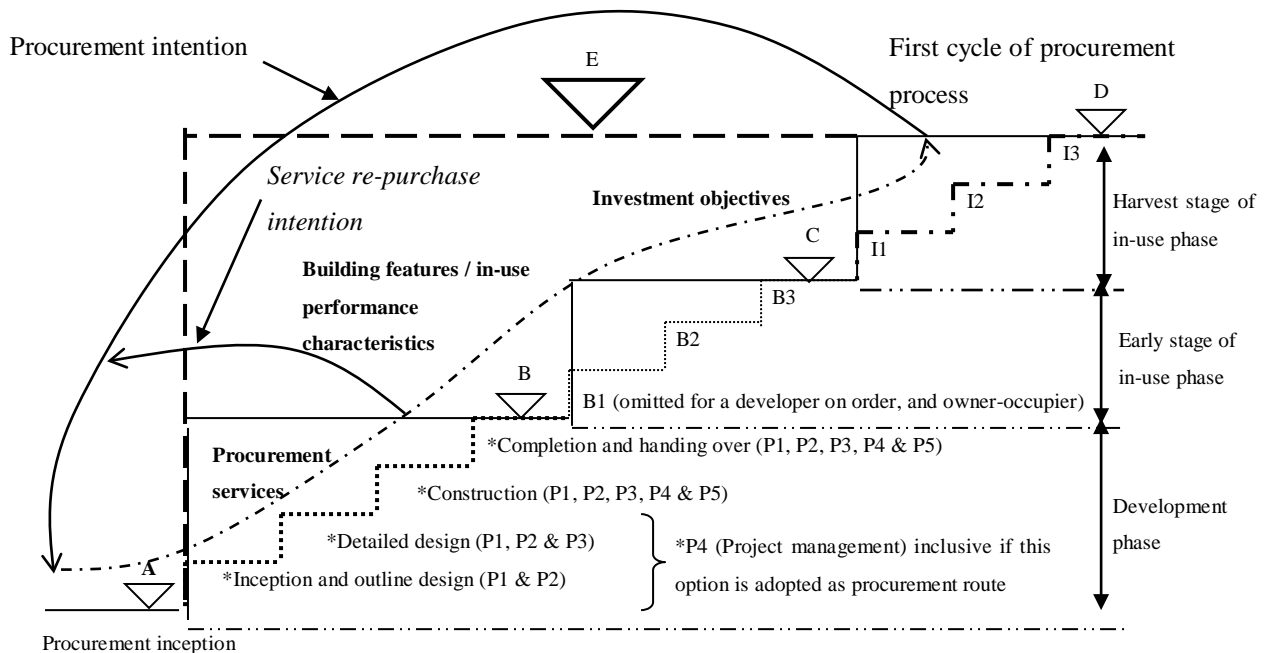 Procurement intention
E
First cycle of procurement
process
D
Service re-purchase
intention
I3
Investment objectives
I2
Harvest stage of
in-use phase
C
I1
Building features / in-use
performance
characteristics
B3
B2
Early stage of
in-use phase
B
B1 (omitted for a developer on order, and owner-occupier)
*Completion and handing over (P1, P2, P3, P4 & P5)
Procurement
services
*Construction (P1, P2, P3, P4 & P5)
Development
phase
*Detailed design (P1, P2 & P3)
*P4 (Project management) inclusive if this
option is adopted as procurement route
A
*Inception and outline design (P1 & P2)
Procurement inception